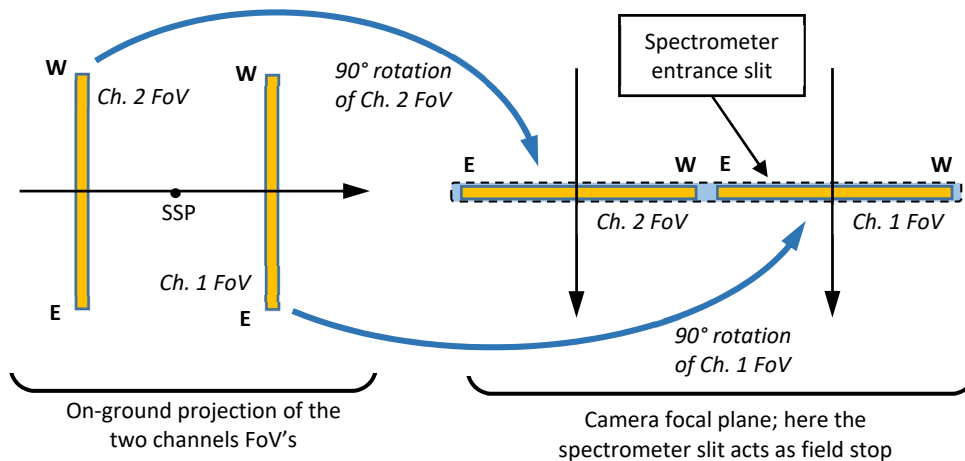 W
Ch. 2 FoV
W
90° rotation
of Ch. 2 FoV
SSP
Ch. 1 FoV
E
E
Spectrometer
entrance slit
E
W
E
W
Ch. 2 FoV
Ch. 1 FoV
90° rotation
of Ch. 1 FoV
On-ground projection of the
two channels FoV's
Camera focal plane; here the
spectrometer slit acts as field stop